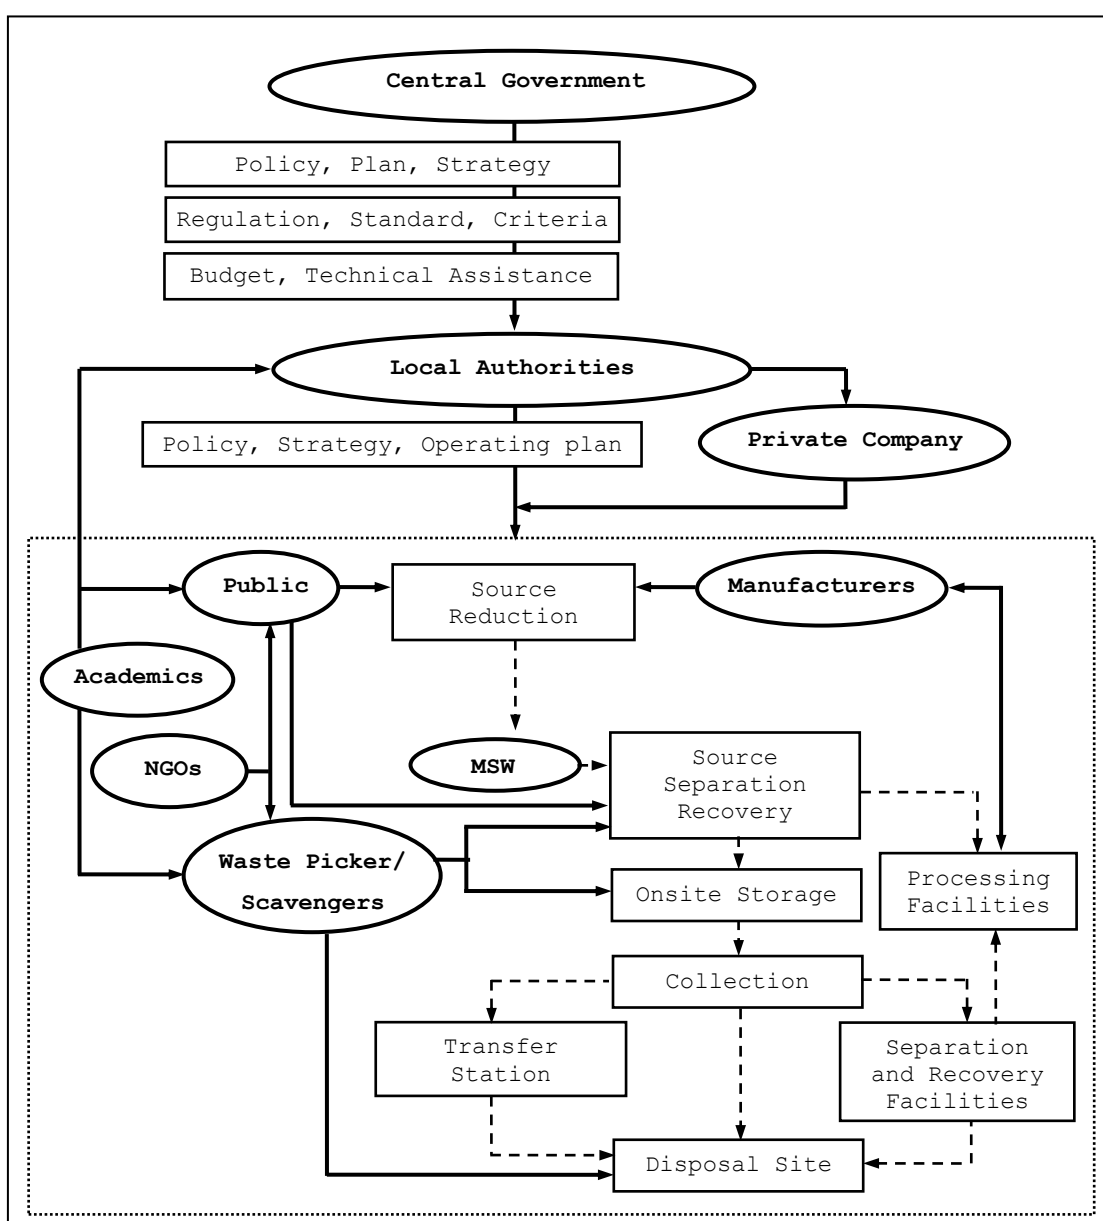 Central Government
Policy, Plan, Strategy
Regulation, Standard, Criteria
Budget, Technical Assistance
Local Authorities
Policy, Strategy, Operating plan
Private Company
Public
Source
Reduction
Manufacturers
Academics
NGOs
MSW
Source
Separation
Recovery
Waste Picker/
Scavengers
Onsite Storage
Processing
Facilities
Collection
Transfer
Station
Separation
and Recovery
Facilities
Disposal Site